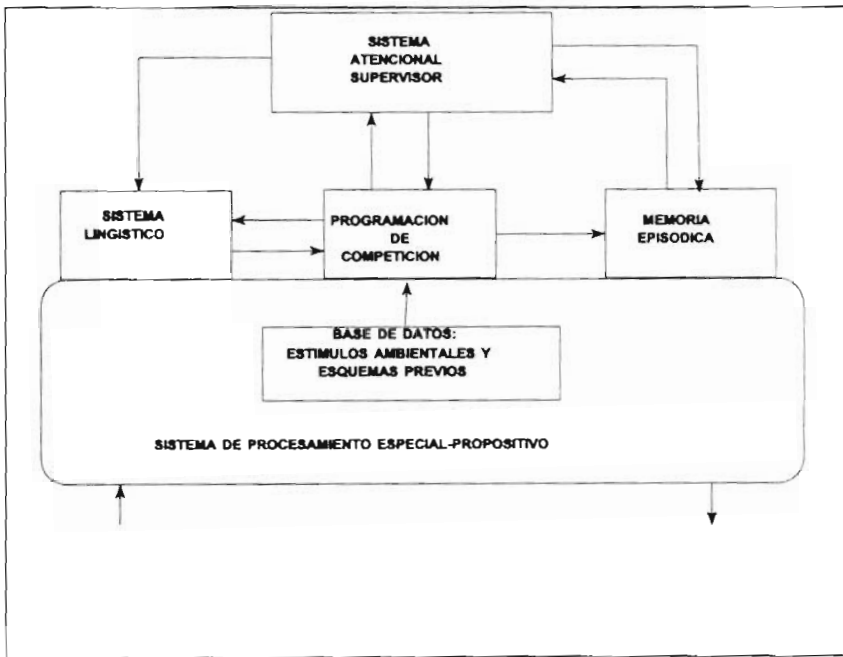 SISTEMA
ATENCIONAL
SUPERVISOR
SISTEMA
LINGISTICO
PROGRAMACION
DE
COMPETICION
MEMORIA
EPISODICA
BASE DE DATOS:
ESTIMULOS AMBIENTALES Y
ESQUEMAS PREVIOS
SISTEMA DE PROCESAMIENTO ESPECIAL-PROPOSITIVO